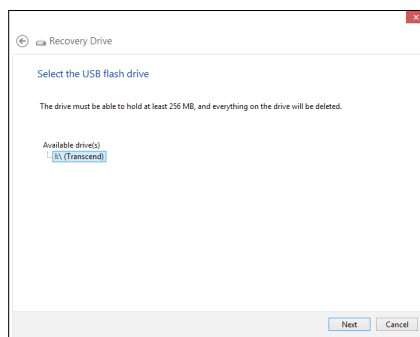 Recovery Drive
Select the USB flash drive
The drive must be able to hold at least 256 MB, and everything on the drive will be deleted.
Available drive(s)
I:\ (Transcend)
Next
Cancel